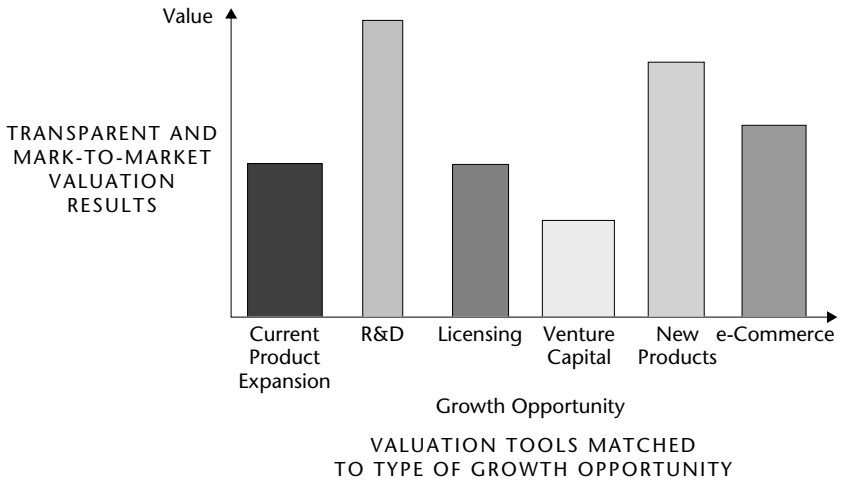 Value
TRANSPARENT AND
MARK-TO-MARKET
VALUATION
RESULTS
Current
Product
Expansion
R&D
Licensing
Venture
Capital
New
Products
e-Commerce
Growth Opportunity
VALUATION TOOLS MATCHED
TO TYPE OF GROWTH OPPORTUNITY